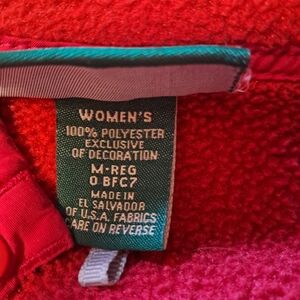 WOMEN'S
100% POLYESTER
EXCLUSIVE
OF DECORATION
M-REG
0 BFC7
MADE IN
EL SALVADOR
OF U.S.A. FABRICS
CARE ON REVERSE